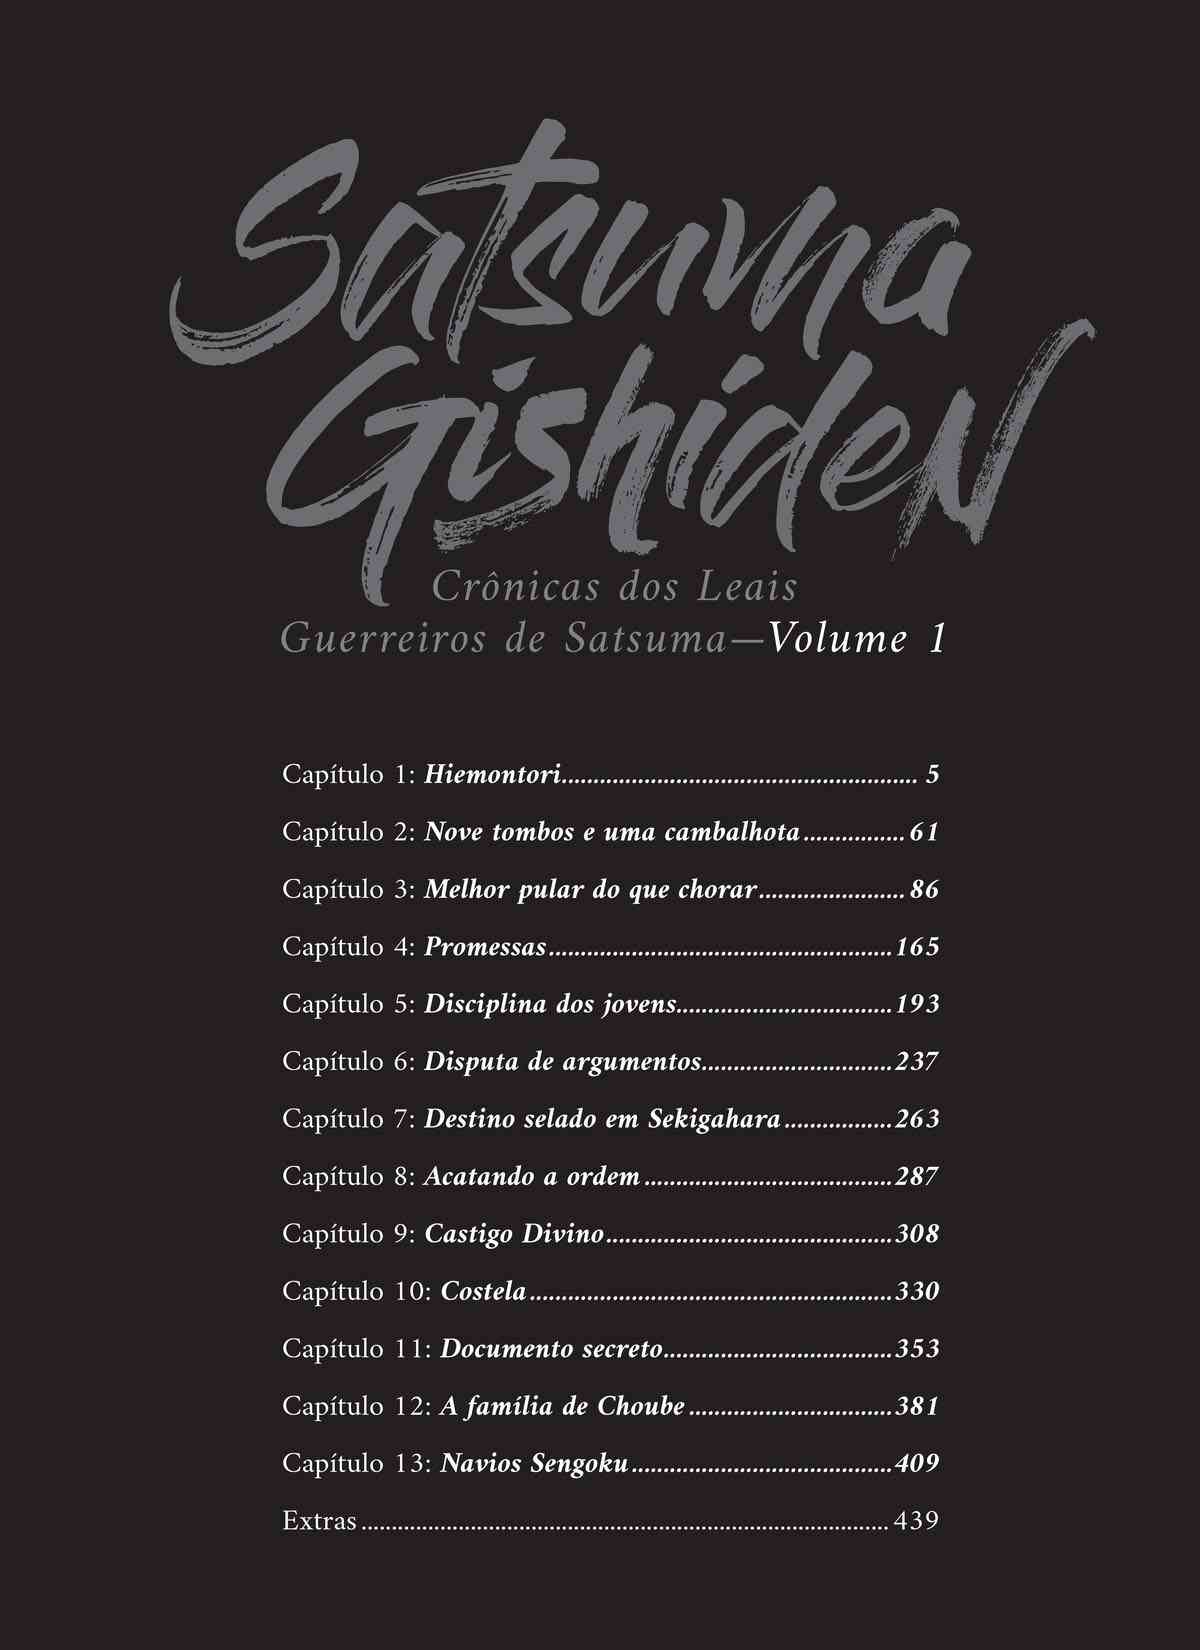 Satsuma
GishideN
Crônicas dos Leais
Guerreiros de Satsuma—Volume 1
Capítulo 1: Hiemontori........................................................ 5
Capítulo 2: Nove tombos e uma cambalhota................ 61
Capítulo 3: Melhor pular do que chorar....................... 86
Capítulo 4: Promessas......................................................165
Capítulo 5: Disciplina dos jovens..................................193
Capítulo 6: Disputa de argumentos..............................237
Capítulo 7: Destino selado em Sekigahara.................263
Capítulo 8: Acatando a ordem.......................................287
Capítulo 9: Castigo Divino.............................................308
Capítulo 10: Costela.........................................................330
Capítulo 11: Documento secreto....................................353
Capítulo 12: A família de Choube................................381
Capítulo 13: Navios Sengoku.........................................409
Extras........................................................................................ 439